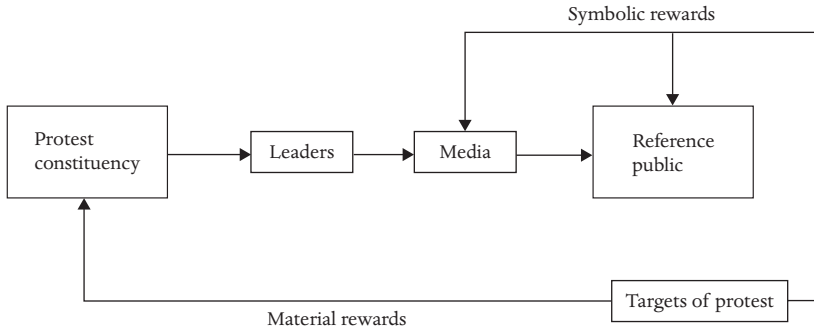 Symbolic rewards
Protest
constituency
Leaders
Media
Reference
public
Targets of protest
Material rewards